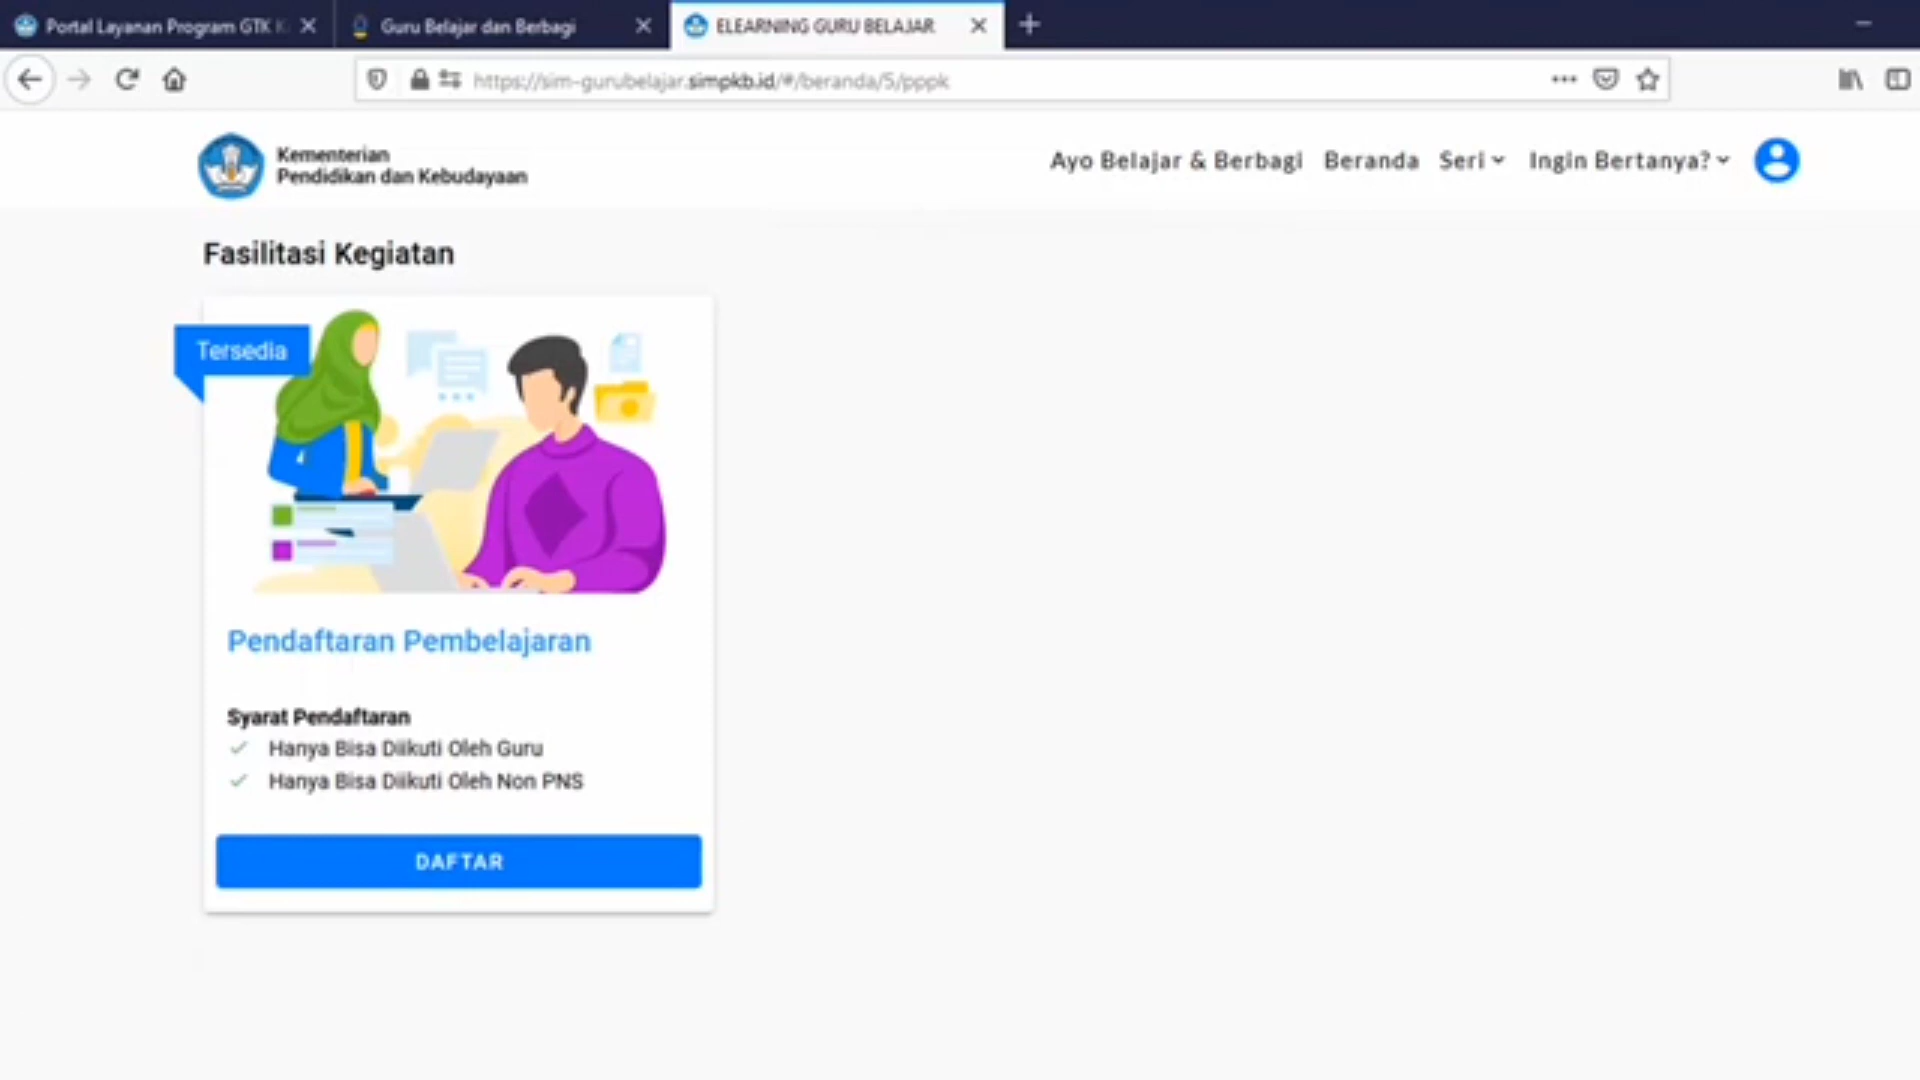 Portal Layanan Program GTK K
Guru Belajar dan Berbagi
ELEARNING GURU BELAJAR
https://sim-gurubelajar.simpkb.id/#/beranda/5/pppk
Kementerian
Pendidikan dan Kebudayaan
Ayo Belajar & Berbagi
Beranda
Seri
Ingin Bertanya?
Fasilitasi Kegiatan
Tersedia
Pendaftaran Pembelajaran
Syarat Pendaftaran
Hanya Bisa Diikuti Oleh Guru
Hanya Bisa Diikuti Oleh Non PNS
DAFTAR